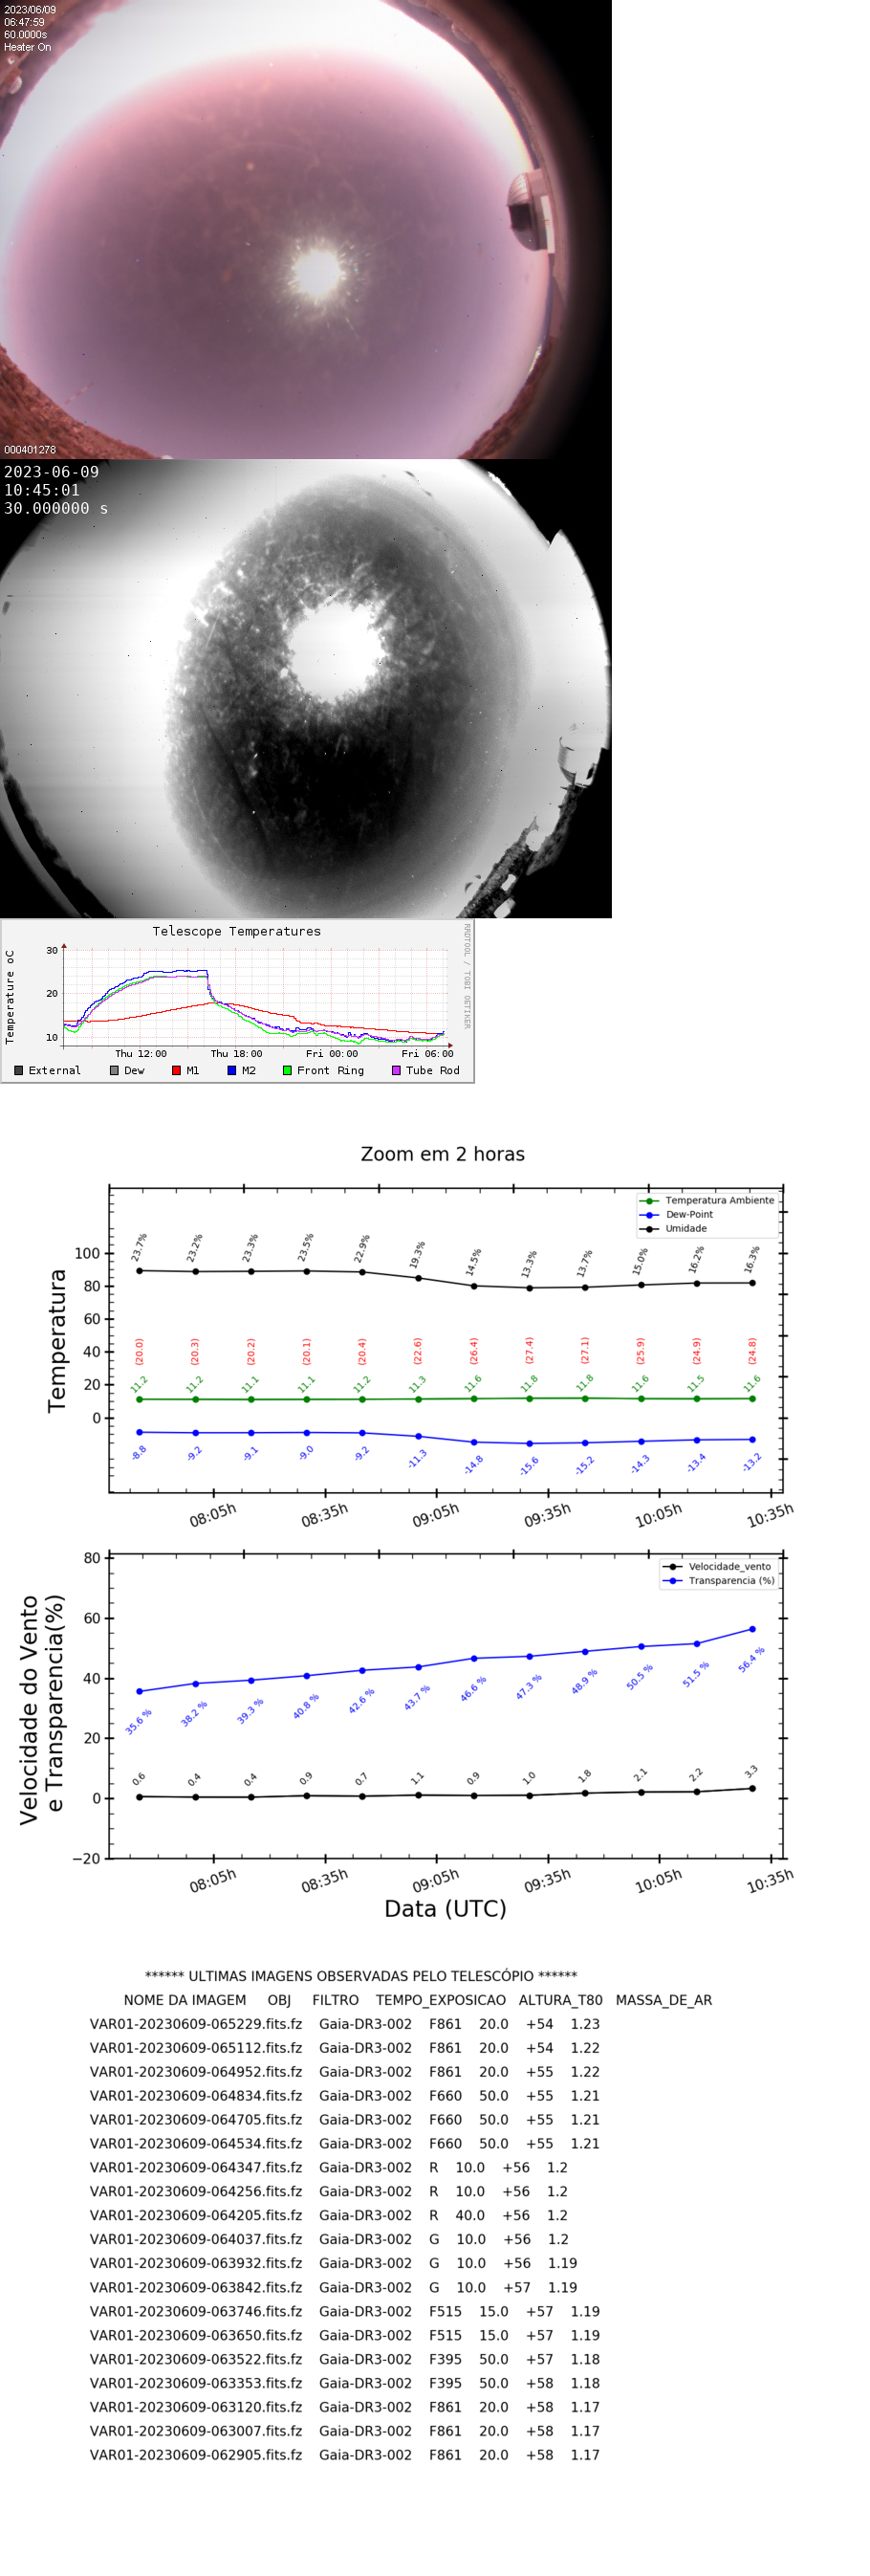 2023/06/09
06:47:59
60.0000s
Heater On
000401278
2023-06-09
10:45:01
30.000000 s
Telescope Temperatures
RRDTOOL / TOBI OETIKER
Temperature oC
30
20
10
Thu 12:00 Thu 18:00 Fri 00:00 Fri 06:00
External Dew M1 M2 Front Ring Tube Rod
Zoom em 2 horas
Temperatura Ambiente
Dew-Point
Umidade
Temperatura
100
80
60
40
20
0
23.7% 23.2% 23.3% 23.5% 22.9% 19.3% 14.5% 13.3% 13.7% 15.0% 16.2% 16.3%
(20.0) (20.3) (20.2) (20.1) (20.4) (22.6) (26.4) (27.4) (27.1) (25.9) (24.9) (24.8)
11.2 11.2 11.1 11.1 11.2 11.3 11.6 11.8 11.8 11.6 11.5 11.6
-8.8 -9.2 -9.1 -9.0 -9.2 -11.3 -14.8 -15.6 -15.2 -14.3 -13.4 -13.2
08:05h 08:35h 09:05h 09:35h 10:05h 10:35h
Velocidade_vento
Transparencia (%)
Velocidade do Vento
e Transparencia(%)
80
60
40
20
0
−20
35.6 % 38.2 % 39.3 % 40.8 % 42.6 % 43.7 % 46.6 % 47.3 % 48.9 % 50.5 % 51.5 % 56.4 %
0.6 0.4 0.4 0.9 0.7 1.1 0.9 1.0 1.8 2.1 2.2 3.3
08:05h 08:35h 09:05h 09:35h 10:05h 10:35h
Data (UTC)
****** ULTIMAS IMAGENS OBSERVADAS PELO TELESCÓPIO ******
NOME DA IMAGEM OBJ FILTRO TEMPO_EXPOSICAO ALTURA_T80 MASSA_DE_AR
VAR01-20230609-065229.fits.fz Gaia-DR3-002 F861 20.0 +54 1.23
VAR01-20230609-065112.fits.fz Gaia-DR3-002 F861 20.0 +54 1.22
VAR01-20230609-064952.fits.fz Gaia-DR3-002 F861 20.0 +55 1.22
VAR01-20230609-064834.fits.fz Gaia-DR3-002 F660 50.0 +55 1.21
VAR01-20230609-064705.fits.fz Gaia-DR3-002 F660 50.0 +55 1.21
VAR01-20230609-064534.fits.fz Gaia-DR3-002 F660 50.0 +55 1.21
VAR01-20230609-064347.fits.fz Gaia-DR3-002 R 10.0 +56 1.2
VAR01-20230609-064256.fits.fz Gaia-DR3-002 R 10.0 +56 1.2
VAR01-20230609-064205.fits.fz Gaia-DR3-002 R 40.0 +56 1.2
VAR01-20230609-064037.fits.fz Gaia-DR3-002 G 10.0 +56 1.2
VAR01-20230609-063932.fits.fz Gaia-DR3-002 G 10.0 +56 1.19
VAR01-20230609-063842.fits.fz Gaia-DR3-002 G 10.0 +57 1.19
VAR01-20230609-063746.fits.fz Gaia-DR3-002 F515 15.0 +57 1.19
VAR01-20230609-063650.fits.fz Gaia-DR3-002 F515 15.0 +57 1.19
VAR01-20230609-063522.fits.fz Gaia-DR3-002 F395 50.0 +57 1.18
VAR01-20230609-063353.fits.fz Gaia-DR3-002 F395 50.0 +58 1.18
VAR01-20230609-063120.fits.fz Gaia-DR3-002 F861 20.0 +58 1.17
VAR01-20230609-063007.fits.fz Gaia-DR3-002 F861 20.0 +58 1.17
VAR01-20230609-062905.fits.fz Gaia-DR3-002 F861 20.0 +58 1.17